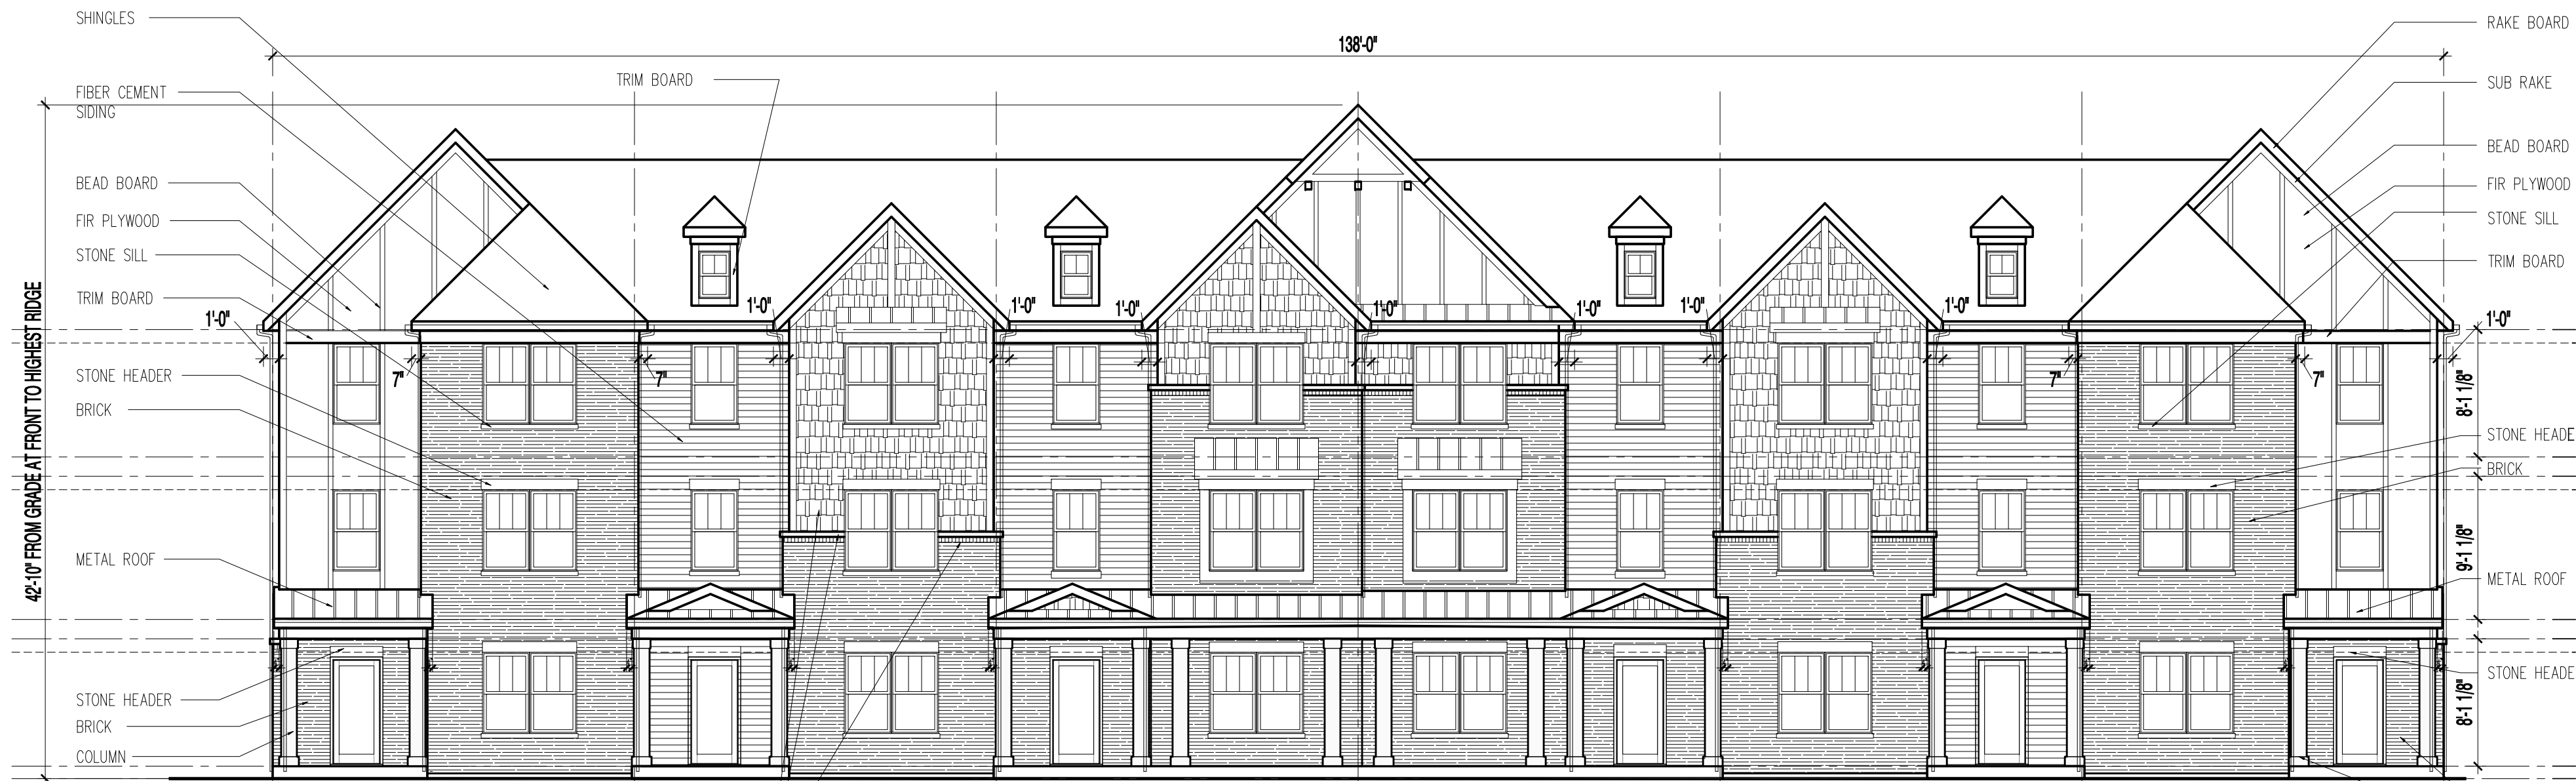 SHINGLES
RAKE BOARD
138'-0"
TRIM BOARD
SUB RAKE
FIBER CEMENT
SIDING
BEAD BOARD
BEAD BOARD
FIR PLYWOOD
FIR PLYWOOD
STONE SILL
STONE SILL
TRIM BOARD
TRIM BOARD
1'-0"
1'-0"
1'-0"
1'-0"
1'-0"
1'-0"
1'-0"
1'-0"
1'-0"
7"
7"
7"
7"
STONE HEADER
BRICK
8'-1 1/8"
STONE HEADE
BRICK
42'-10" FROM GRADE AT FRONT TO HIGHEST RIDGE
METAL ROOF
9'-1 1/8"
METAL ROOF
STONE HEADER
STONE HEADE
BRICK
8'-1 1/8"
COLUMN